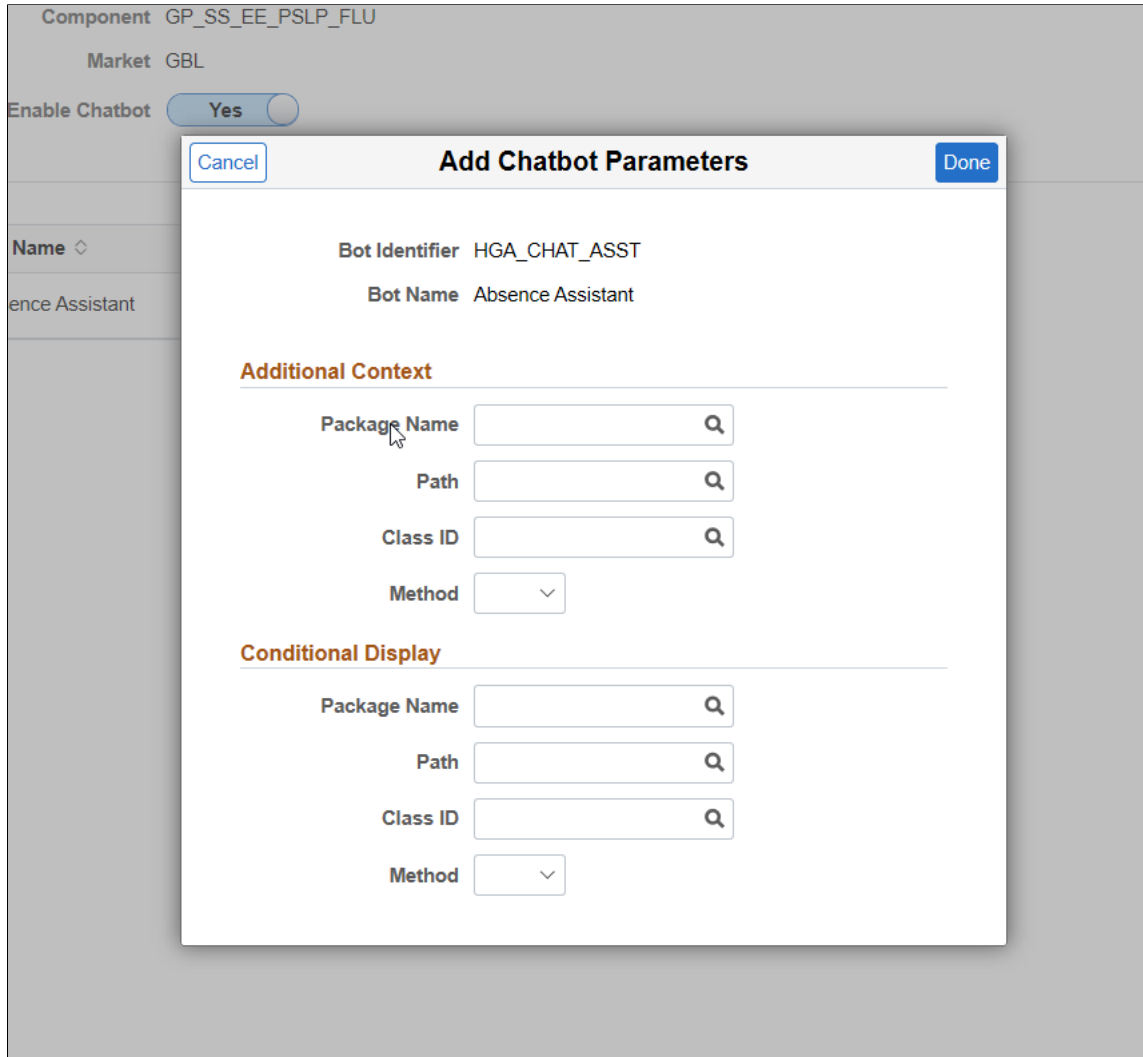 Component GP_SS_EE_PSLP_FLU
Market GBL
Enable Chatbot Yes
Cancel Add Chatbot Parameters Done
Name
Bot Identifier HGA_CHAT_ASST
Bot Name Absence Assistant
ence Assistant
Additional Context
Package Name
Path
Class ID
Method
Conditional Display
Package Name
Path
Class ID
Method